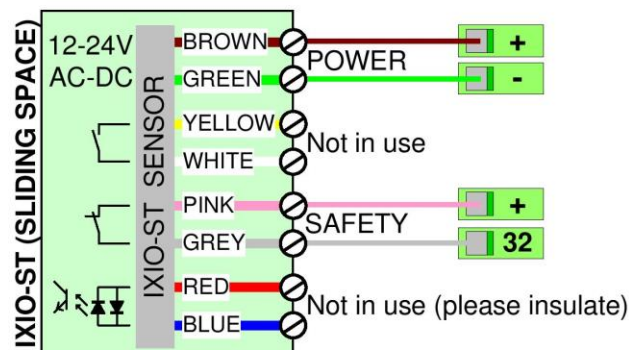 IXIO-ST (SLIDING SPACE)
12-24V
AC-DC
IXIO-ST SENSOR
BROWN
GREEN
POWER
+
-
YELLOW
WHITE
Not in use
PINK
GREY
SAFETY
+
32
RED
BLUE
Not in use (please insulate)